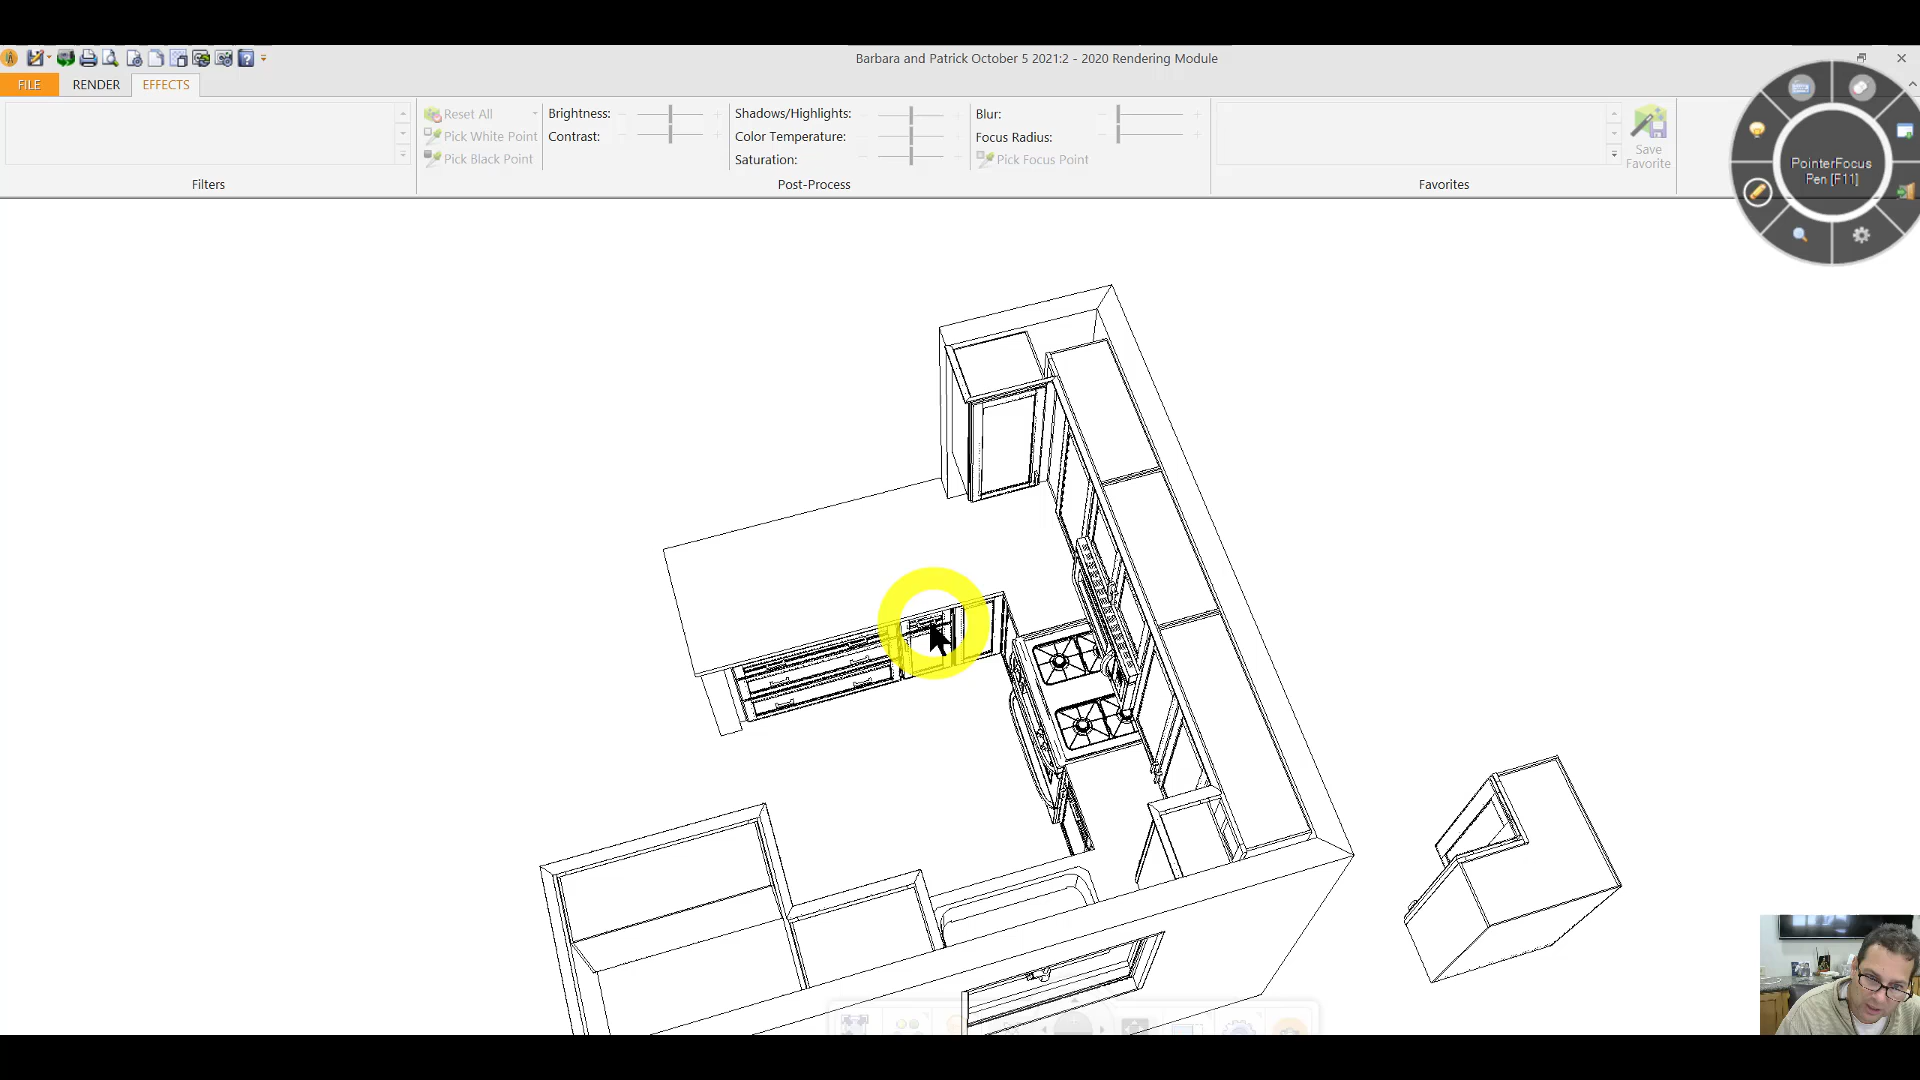 Barbara and Patrick October 5 2021:2 - 2020 Rendering Module
FILE RENDER EFFECTS
Reset All
Pick White Point
Pick Black Point
Brightness:
Contrast:
Shadows/Highlights:
Color Temperature:
Saturation:
Blur:
Focus Radius:
Pick Focus Point
Save
Favorite
Filters
Post-Process
Favorites
PointerFocus
Pen [F11]